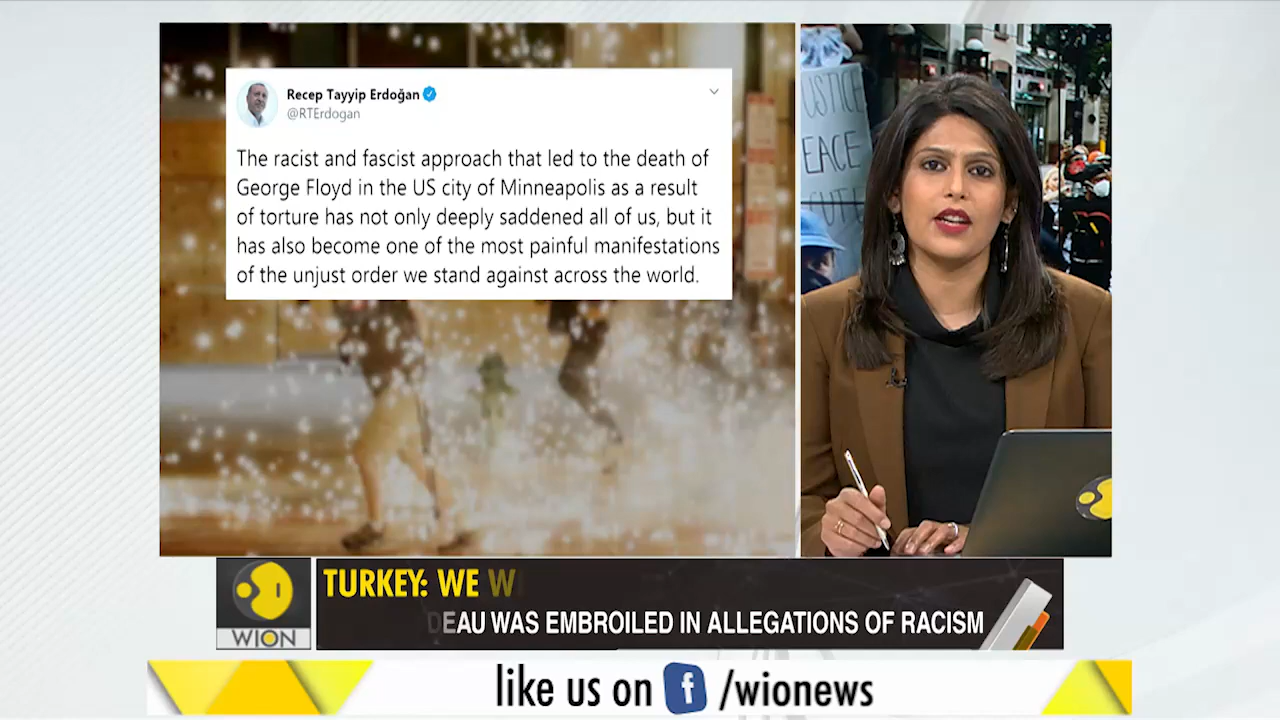 Recep Tayyip Erdoğan
@RTErdogan
The racist and fascist approach that led to the death of
George Floyd in the US city of Minneapolis as a result
of torture has not only deeply saddened all of us, but it
has also become one of the most painful manifestations
of the unjust order we stand against across the world.
JUSTICE
PEACE
TURKEY: WE W
DEAU WAS EMBROILED IN ALLEGATIONS OF RACISM
WION
like us on f /wionews